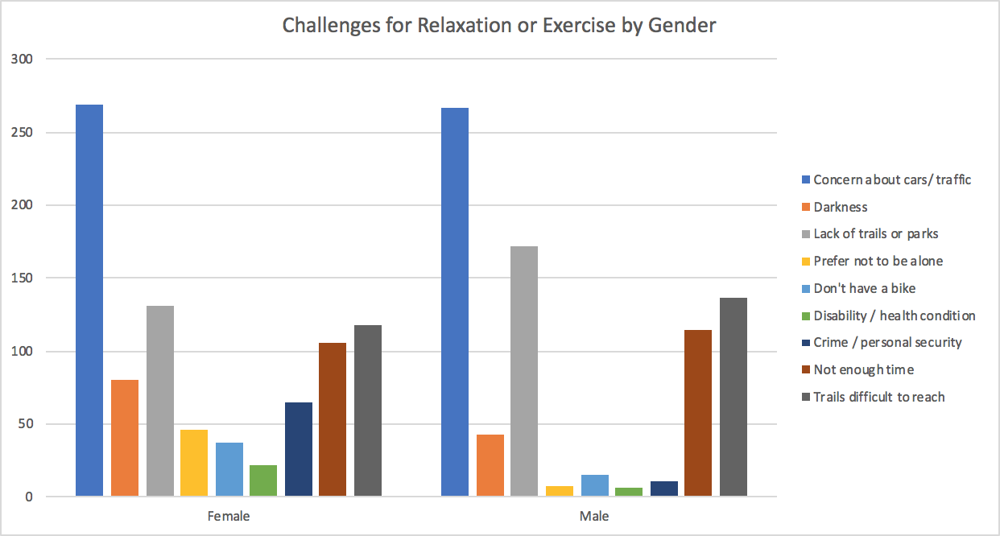 Challenges for Relaxation or Exercise by Gender
300
250
200
150
100
50
0
Female
Male
Concern about cars/ traffic
Darkness
Lack of trails or parks
Prefer not to be alone
Don't have a bike
Disability / health condition
Crime / personal security
Not enough time
Trails difficult to reach